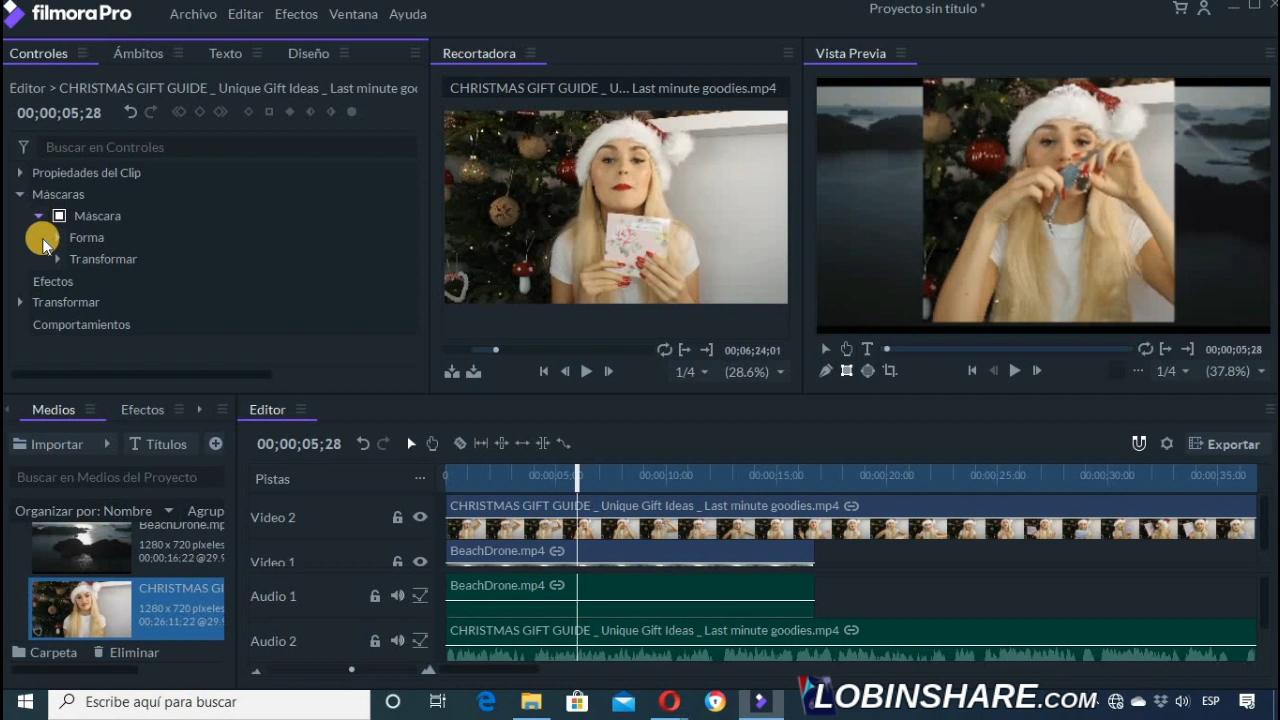 filmoraPro
Archivo Editar Efectos Ventana Ayuda
Proyecto sin título *
Controles Ámbitos Texto Diseño
Editor > CHRISTMAS GIFT GUIDE _ Unique Gift Ideas _ Last minute goo
00;00;05;28
Buscar en Controles
Propiedades del Clip
Máscaras
Máscara
Forma
Transformar
Efectos
Transformar
Comportamientos
Recortadora
CHRISTMAS GIFT GUIDE _ U... Last minute goodies.mp4
00;06;24;01
1/4 (28.6%)
Vista Previa
00;00;05;28
1/4 (37.8%)
Medios Efectos
Importar Títulos
Buscar en Medios del Proyecto
Organizar por: Nombre Agrup
BeachDrone.mp
1280 x 720 píxeles
00;00;16;22 @29.9
CHRISTMAS GI
1280 x 720 píxeles
00;26;11;22 @29.9
Carpeta Eliminar
Editor
00;00;05;28
Exportar
Pistas
0 00;00;05;0 00;00;10;00 00;00;15;00 00;00;20;00 00;00;25;00 00;00;30;00 00;00;35;00
Video 2
CHRISTMAS GIFT GUIDE _ Unique Gift Ideas _ Last minute goodies.mp4
Video 1
BeachDrone.mp4
Audio 1
BeachDrone.mp4
Audio 2
CHRISTMAS GIFT GUIDE _ Unique Gift Ideas _ Last minute goodies.mp4
Escribe aquí para buscar
LOBINSHARE.COM
ESP